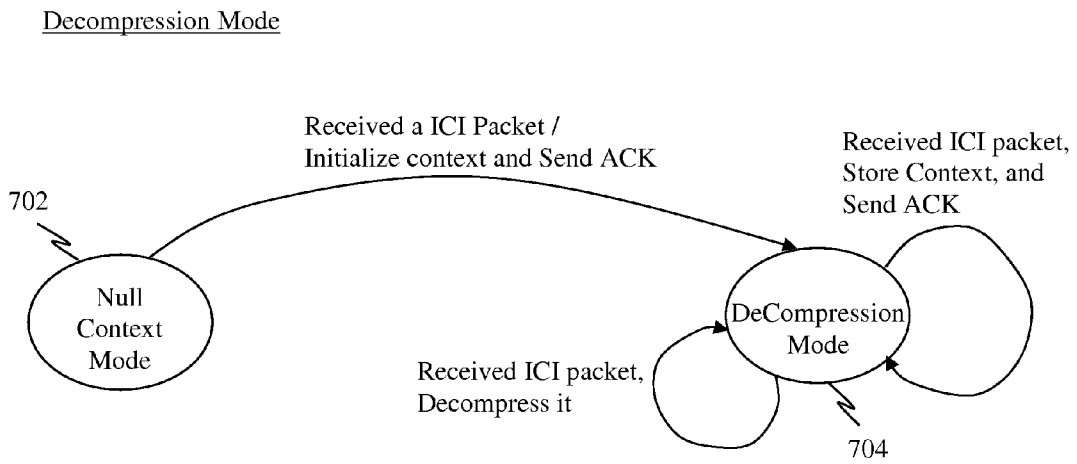 Decompression Mode
Received a ICI Packet /
Initialize context and Send ACK
Received ICI packet,
Store Context, and
Send ACK
702
Null
Context
Mode
DeCompression
Mode
Received ICI packet,
Decompress it
704